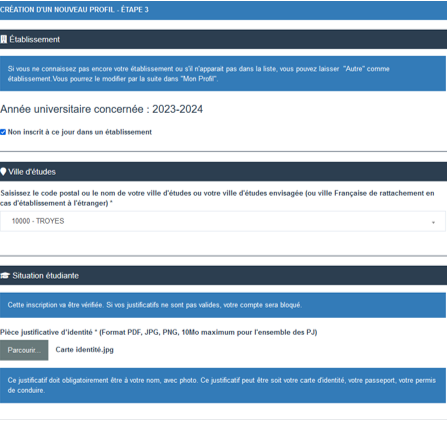 CRÉATION D'UN NOUVEAU PROFIL - ÉTAPE 3
Établissement
Si vous ne connaissez pas encore votre établissement ou s'il n'apparait pas dans la liste, vous pouvez laisser "Autre" comme
établissement.Vous pourrez le modifier par la suite dans "Mon Profil".
Année universitaire concernée : 2023-2024
Non inscrit à ce jour dans un établissement
Ville d'études
Saisissez le code postal ou le nom de votre ville d'études ou votre ville d'études envisagée (ou ville Française de rattachement en
cas d'établissement à l'étranger) *
10000 - TROYES
Situation étudiante
Cette inscription va être vérifiée. Si vos justificatifs ne sont pas valides, votre compte sera bloqué.
Pièce justificative d'identité * (Format PDF, JPG, PNG, 10Mo maximum pour l'ensemble des PJ)
Parcourir... Carte identité.jpg
Ce justificatif doit obligatoirement être à votre nom, avec photo. Ce justificatif peut être soit votre carte d'identité, votre passeport, votre permis
de conduire.